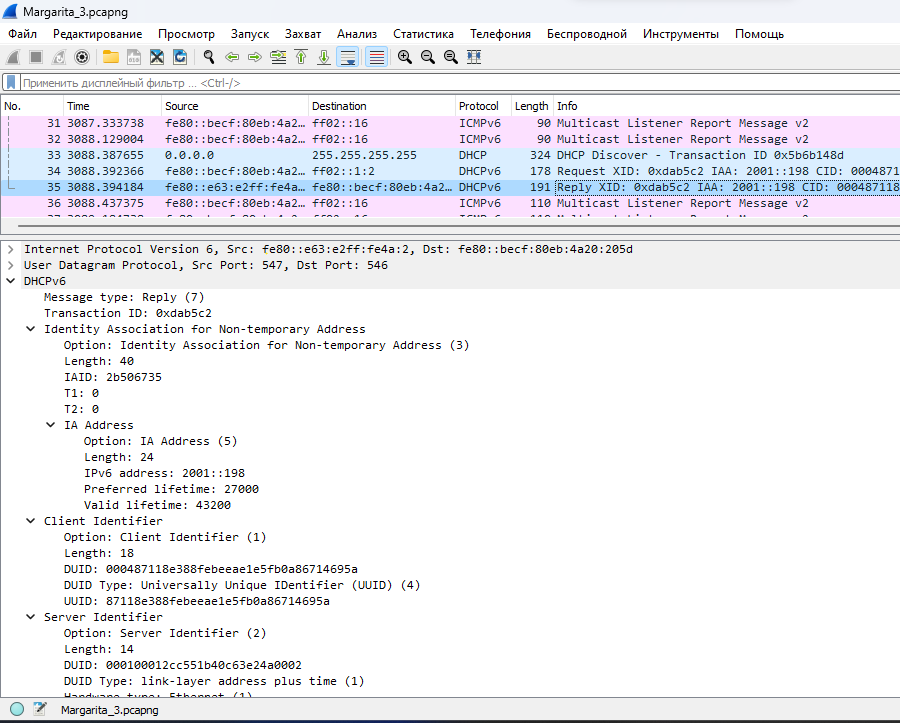 Margarita_3.pcapng
Файл Редактирование Просмотр Запуск Захват Анализ Статистика Телефония Беспроводной Инструменты Помощь
Применить дисплейный фильтр ... <Ctrl-/>
No. Time Source Destination Protocol Length Info
31 3087.333738 fe80::becf:80eb:4a2… ff02::16 ICMPv6 90 Multicast Listener Report Message v2
32 3088.129004 fe80::becf:80eb:4a2… ff02::16 ICMPv6 90 Multicast Listener Report Message v2
33 3088.387655 0.0.0.0 255.255.255.255 DHCP 324 DHCP Discover - Transaction ID 0x5b6b148d
34 3088.392366 fe80::becf:80eb:4a2… ff02::1:2 DHCPv6 178 Request XID: 0xdab5c2 IAA: 2001::198 CID: 0004871
35 3088.394184 fe80::e63:e2ff:fe4a… fe80::becf:80eb:4a2… DHCPv6 191 Reply XID: 0xdab5c2 IAA: 2001::198 CID: 000487118
36 3088.437375 fe80::becf:80eb:4a2… ff02::16 ICMPv6 110 Multicast Listener Report Message v2
Internet Protocol Version 6, Src: fe80::e63:e2ff:fe4a:2, Dst: fe80::becf:80eb:4a20:205d
User Datagram Protocol, Src Port: 547, Dst Port: 546
DHCPv6
Message type: Reply (7)
Transaction ID: 0xdab5c2
Identity Association for Non-temporary Address
Option: Identity Association for Non-temporary Address (3)
Length: 40
IAID: 2b506735
T1: 0
T2: 0
IA Address
Option: IA Address (5)
Length: 24
IPv6 address: 2001::198
Preferred lifetime: 27000
Valid lifetime: 43200
Client Identifier
Option: Client Identifier (1)
Length: 18
DUID: 000487118e388febeeae1e5fb0a86714695a
DUID Type: Universally Unique IDentifier (UUID) (4)
UUID: 87118e388febeeae1e5fb0a86714695a
Server Identifier
Option: Server Identifier (2)
Length: 14
DUID: 000100012cc551b40c63e24a0002
DUID Type: link-layer address plus time (1)
Hardware type: Ethernet (1)
Margarita_3.pcapng